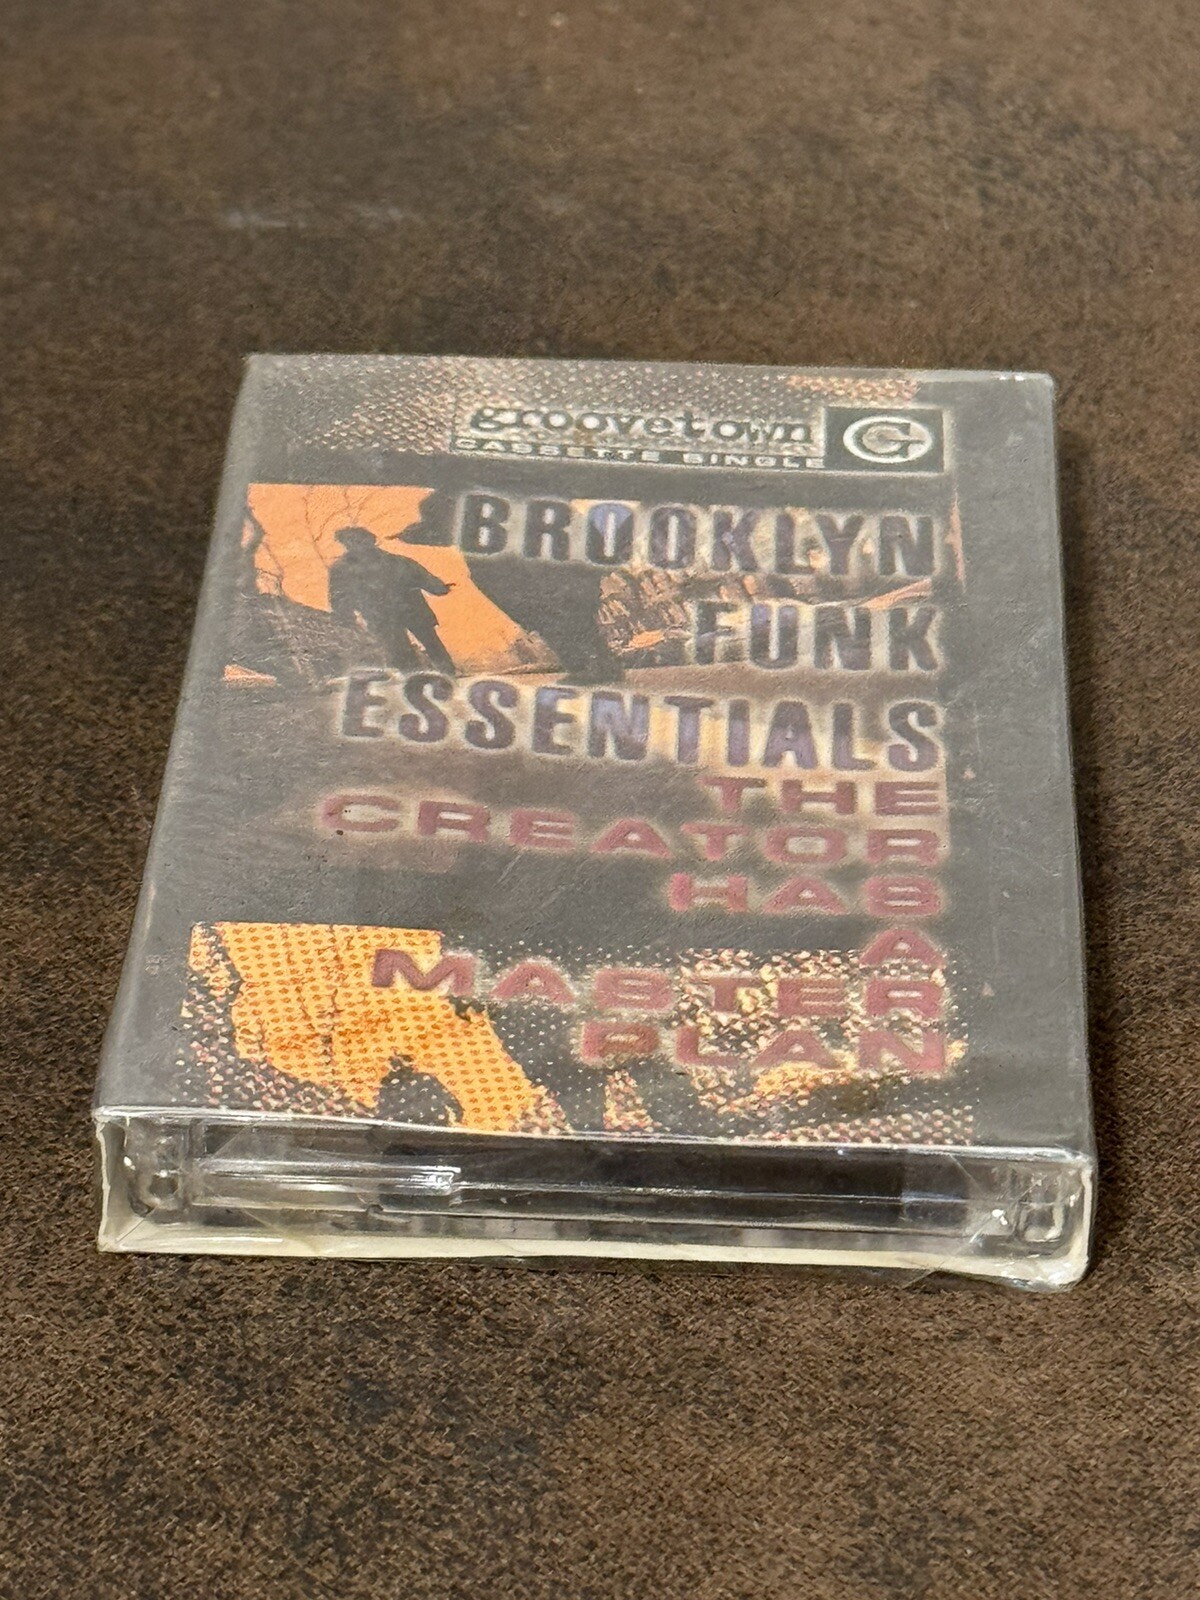 groovetown G
CASSETTE SINGLE
BROOKLYN
FUNK
ESSENTIALS
THE
CREATOR
HAS
A
MASTER
PLAN